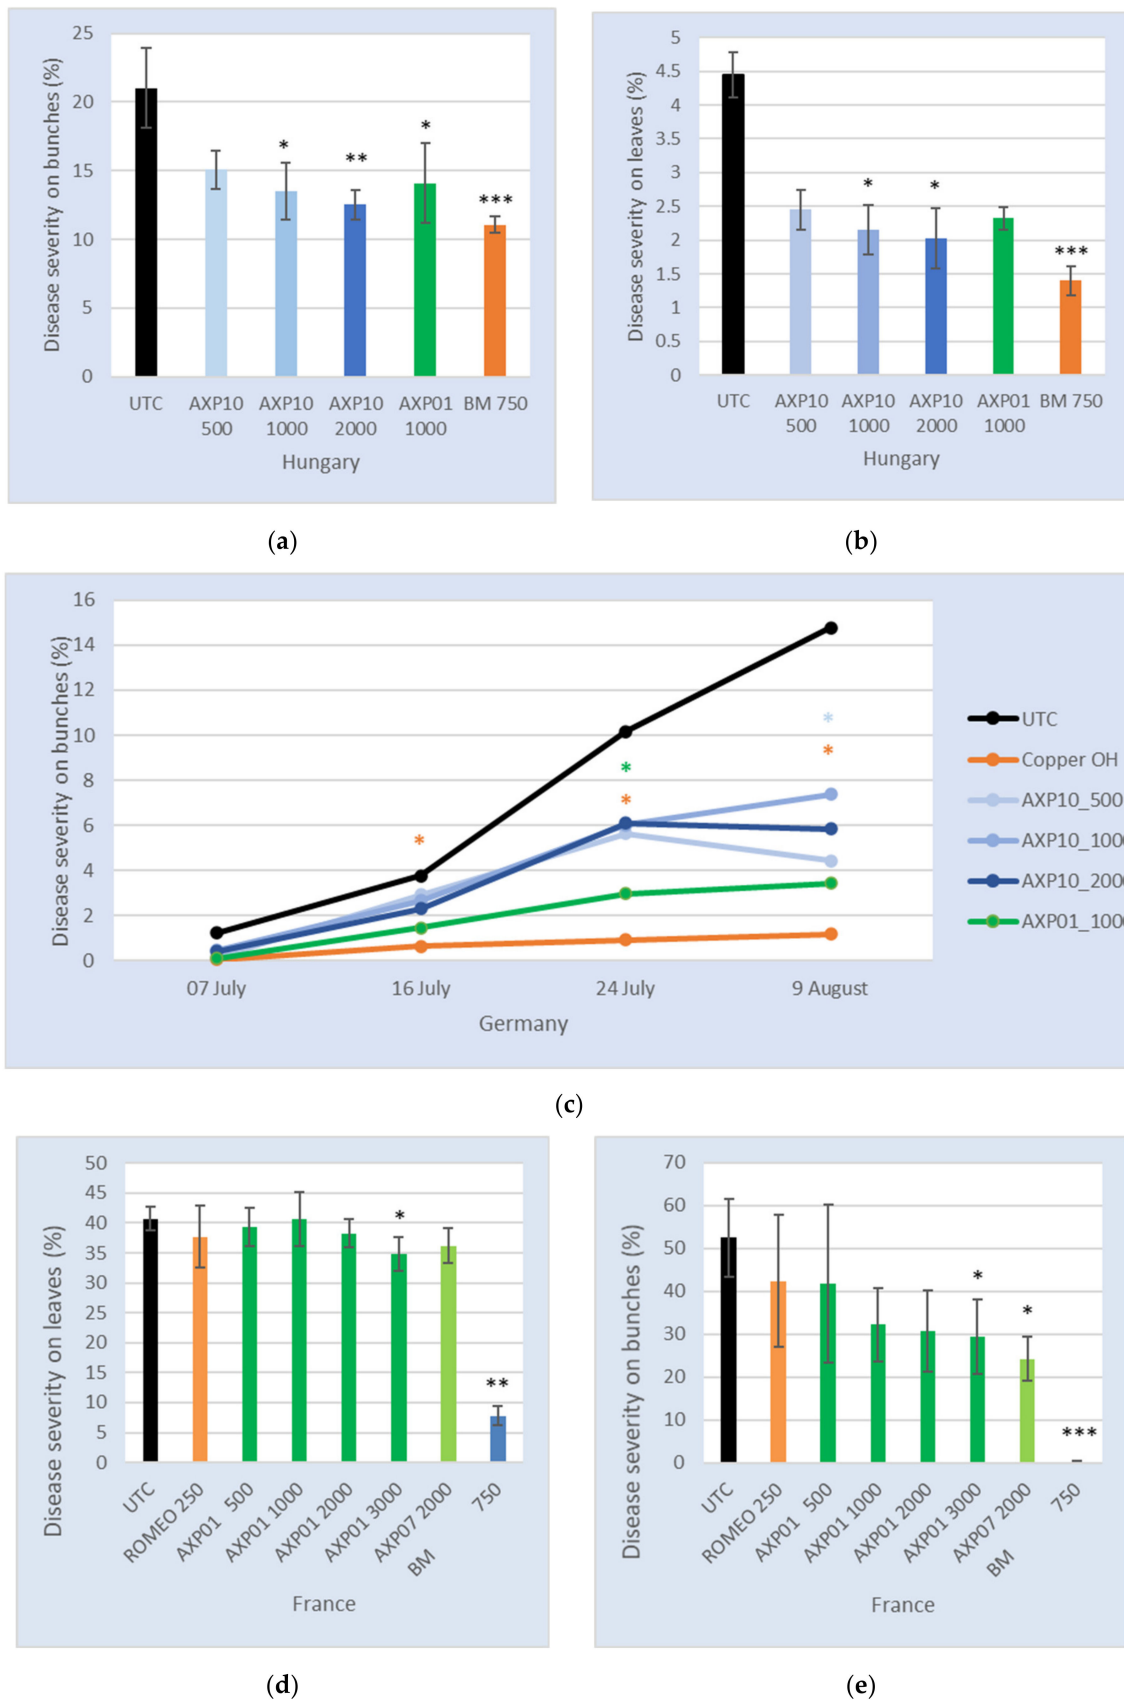 Disease severity on bunches (%)
25
20
15
10
5
0
*
**
*
***
UTC AXP10 500 AXP10 1000 AXP10 2000 AXP01 1000 BM 750
Hungary
(a)
Disease severity on leaves (%)
5
4.5
4
3.5
3
2.5
2
1.5
1
0.5
0
*
*
***
UTC AXP10 500 AXP10 1000 AXP10 2000 AXP01 1000 BM 750
Hungary
(b)
Disease severity on bunches (%)
16
14
12
10
8
6
4
2
0
*
*
*
*
*
07 July 16 July 24 July 9 August
Germany
UTC
Copper OH
AXP10_500
AXP10_100
AXP10_200
AXP01_100
(c)
Disease severity on leaves (%)
50
45
40
35
30
25
20
15
10
5
0
*
**
UTC
ROMEO 250
AXP01 500
AXP01 1000
AXP01 2000
AXP01 3000
AXP07 2000
BM 750
France
(d)
Disease severity on bunches (%)
70
60
50
40
30
20
10
0
*
*
***
UTC
ROMEO 250
AXP01 500
AXP01 1000
AXP01 2000
AXP01 3000
AXP07 2000
BM 750
France
(e)